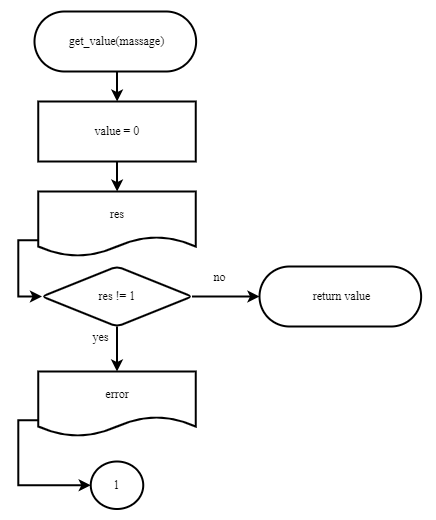 get_value(massage)
value = 0
res
no
res != 1
return value
yes
error
1